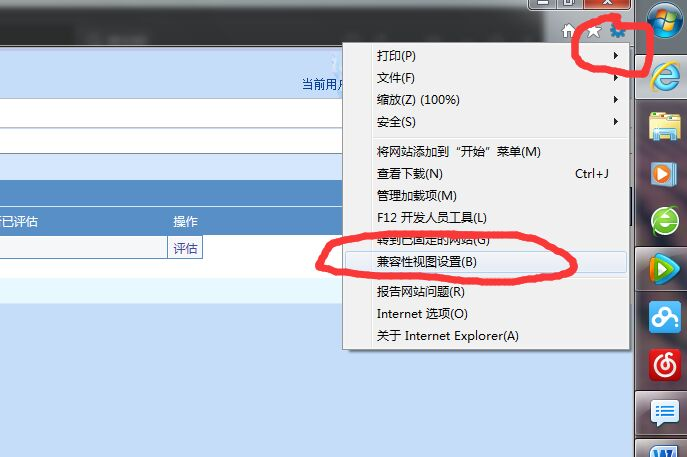 打印(P)
文件(F)
当前用户
缩放(Z) (100%)
安全(S)
将网站添加到“开始”菜单(M)
查看下载(N) Ctrl+J
管理加载项(M)
F12 开发人员工具(L)
已评估 操作
转到已固定的网站(G)
评估
兼容性视图设置(B)
报告网站问题(R)
Internet 选项(O)
关于 Internet Explorer(A)